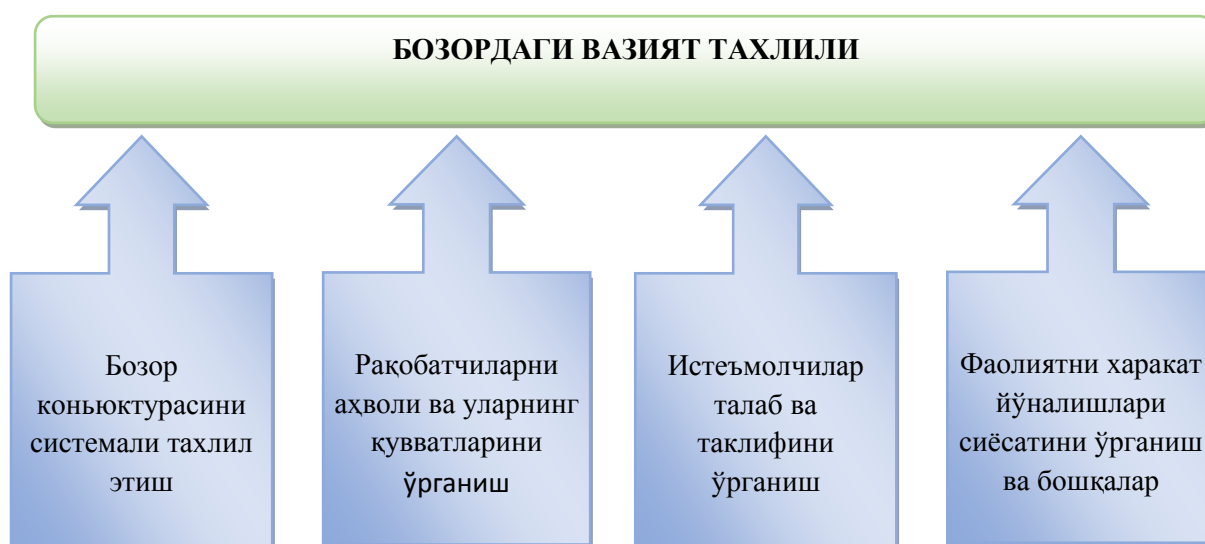 БОЗОРДАГИ ВАЗИЯТ ТАХЛИЛИ
Бозор
коньюктурасини
системали тахлил
этиш
Рақобатчиларни
аҳволи ва уларнинг
қувватларини
ўрганиш
Истеъмолчилар
талаб ва
таклифини
ўрганиш
Фаолиятни харакат
йўналишлари
сиёсатини ўрганиш
ва бошқалар